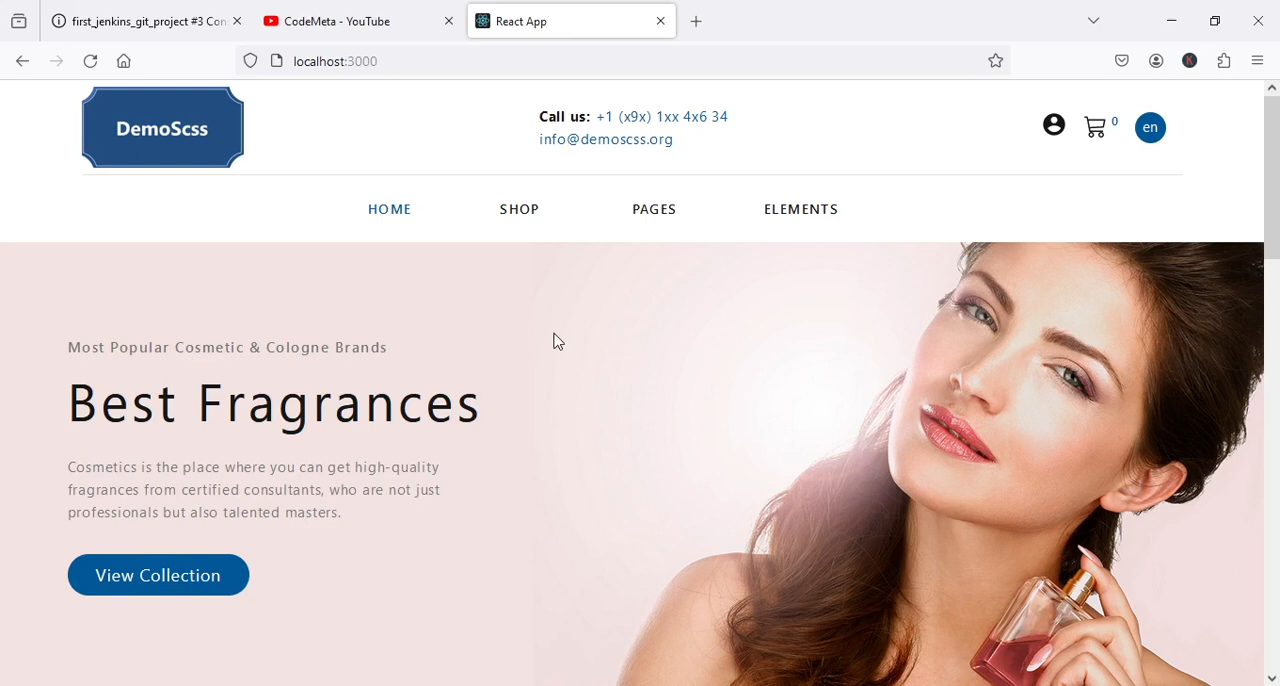 first_jenkins_git_project #3 Con
CodeMeta - YouTube
React App
localhost:3000
K
DemoScss
Call us: +1 (x9x) 1xx 4x6 34
info@demoscss.org
0
en
HOME
SHOP
PAGES
ELEMENTS
Most Popular Cosmetic & Cologne Brands
Best Fragrances
Cosmetics is the place where you can get high-quality
fragrances from certified consultants, who are not just
professionals but also talented masters.
View Collection